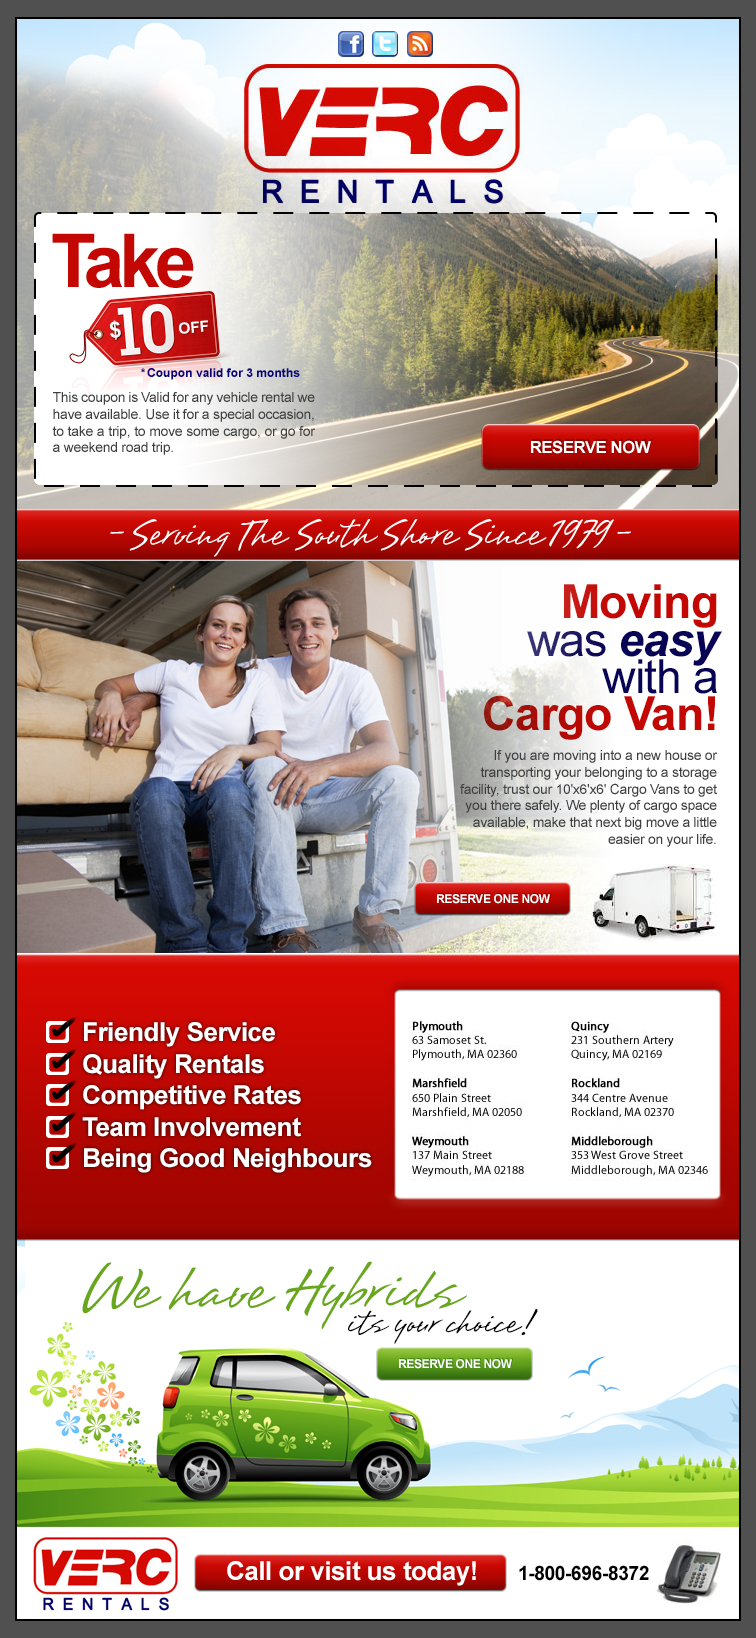 VERC
RENTALS
Take
$10 OFF
*Coupon valid for 3 months
This coupon is Valid for any vehicle rental we
have available. Use it for a special occasion,
to take a trip, to move some cargo, or go for
a weekend road trip.
RESERVE NOW
- Serving The South Shore Since 1979 -
Moving
was easy
with a
Cargo Van!
If you are moving into a new house or
transporting your belonging to a storage
facility, trust our 10'x6'x6' Cargo Vans to get
you there safely. We plenty of cargo space
available, make that next big move a little
easier on your life.
RESERVE ONE NOW
Friendly Service
Quality Rentals
Competitive Rates
Team Involvement
Being Good Neighbours
Plymouth
63 Samoset St.
Plymouth, MA 02360
Marshfield
650 Plain Street
Marshfield, MA 02050
Weymouth
137 Main Street
Weymouth, MA 02188
Quincy
231 Southern Artery
Quincy, MA 02169
Rockland
344 Centre Avenue
Rockland, MA 02370
Middleborough
353 West Grove Street
Middleborough, MA 02346
We have Hybrids
its your choice!
RESERVE ONE NOW
VERC
RENTALS
Call or visit us today!
1-800-696-8372